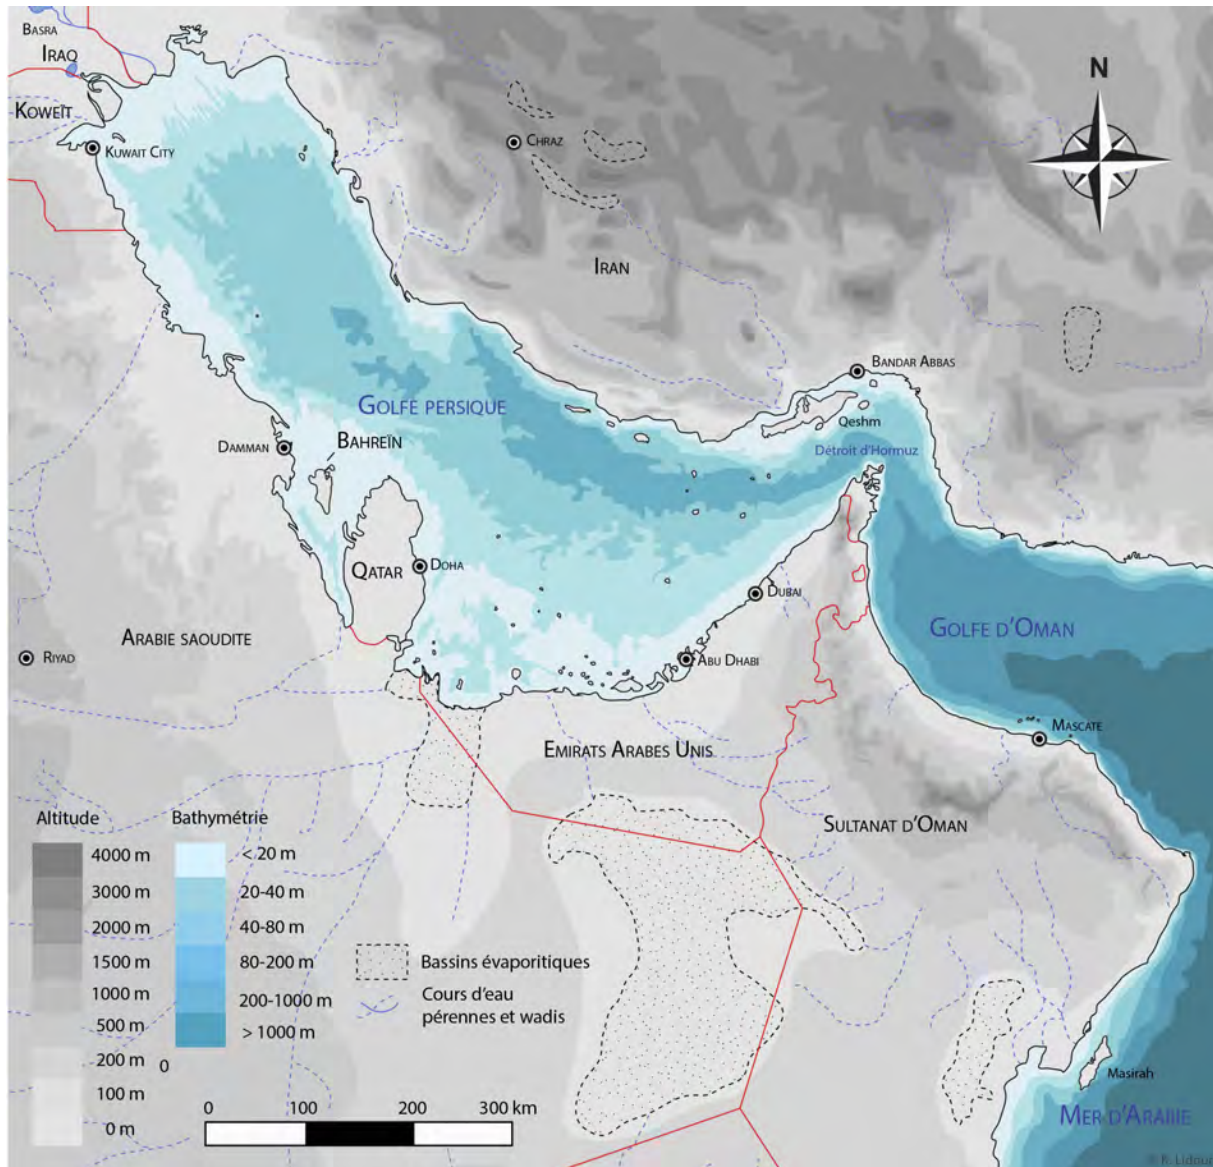 BASRA
IRAQ
KOWEÏT
KUWAIT CITY
N
CHRAZ
IRAN
BANDAR ABBAS
GOLFE PERSIQUE
Qeshm
Détroit d'Hormuz
DAMMAN
BAHREÏN
QATAR
DOHA
DUBAI
GOLFE D'OMAN
ARABIE SAOUDITE
RIYAD
ABU DHABI
MASCATE
EMIRATS ARABES UNIS
SULTANAT D'OMAN
Altitude
4000 m
3000 m
2000 m
1500 m
1000 m
500 m
200 m
100 m
0 m
Bathymétrie
< 20 m
20-40 m
40-80 m
80-200 m
200-1000 m
> 1000 m
0
Bassins évaporitiques
Cours d'eau
pérennes et wadis
0 100 200 300 km
Masirah
MER D'ARABIE